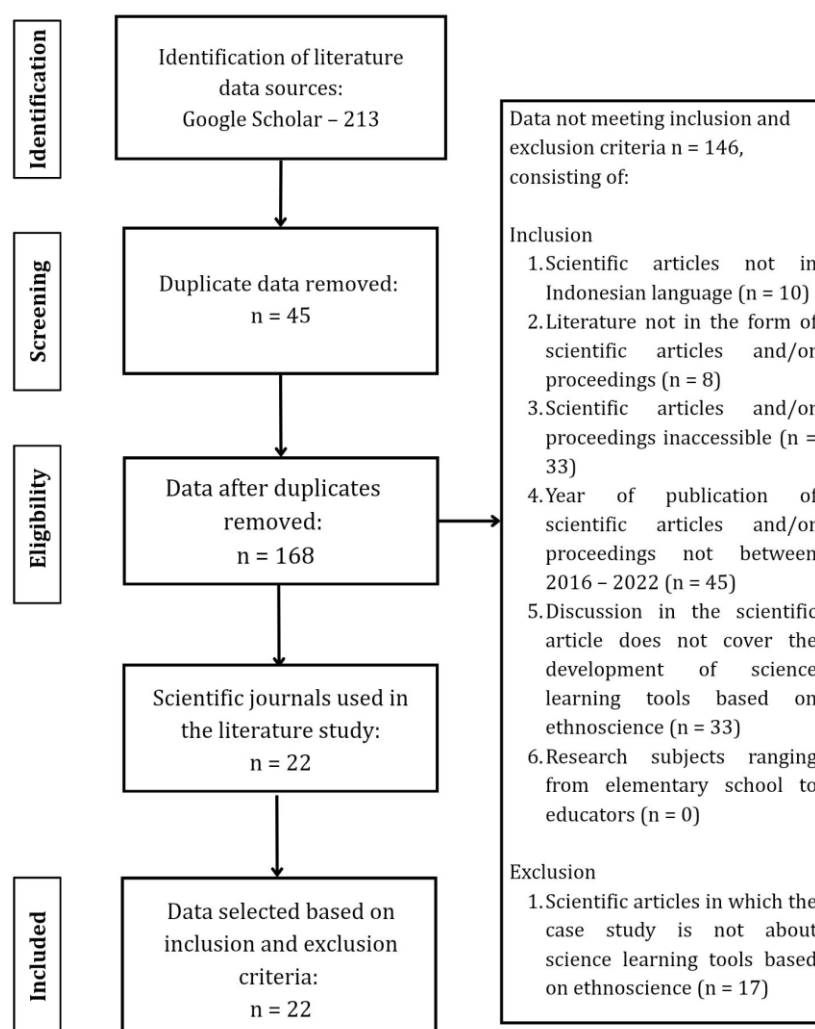 Identification
Identification of literature
data sources:
Google Scholar – 213
Screening
Duplicate data removed:
n = 45
Eligibility
Data after duplicates
removed:
n = 168
Scientific journals used in
the literature study:
n = 22
Included
Data selected based on
inclusion and exclusion
criteria:
n = 22
Data not meeting inclusion and
exclusion criteria n = 146,
consisting of:
Inclusion
1. Scientific articles not in
Indonesian language (n = 10)
2. Literature not in the form of
scientific articles and/or
proceedings (n = 8)
3. Scientific articles and/or
proceedings inaccessible (n =
33)
4. Year of publication of
scientific articles and/or
proceedings not between
2016 – 2022 (n = 45)
5. Discussion in the scientific
article does not cover the
development of science
learning tools based on
ethnoscience (n = 33)
6. Research subjects ranging
from elementary school to
educators (n = 0)
Exclusion
1. Scientific articles in which the
case study is not about
science learning tools based
on ethnoscience (n = 17)